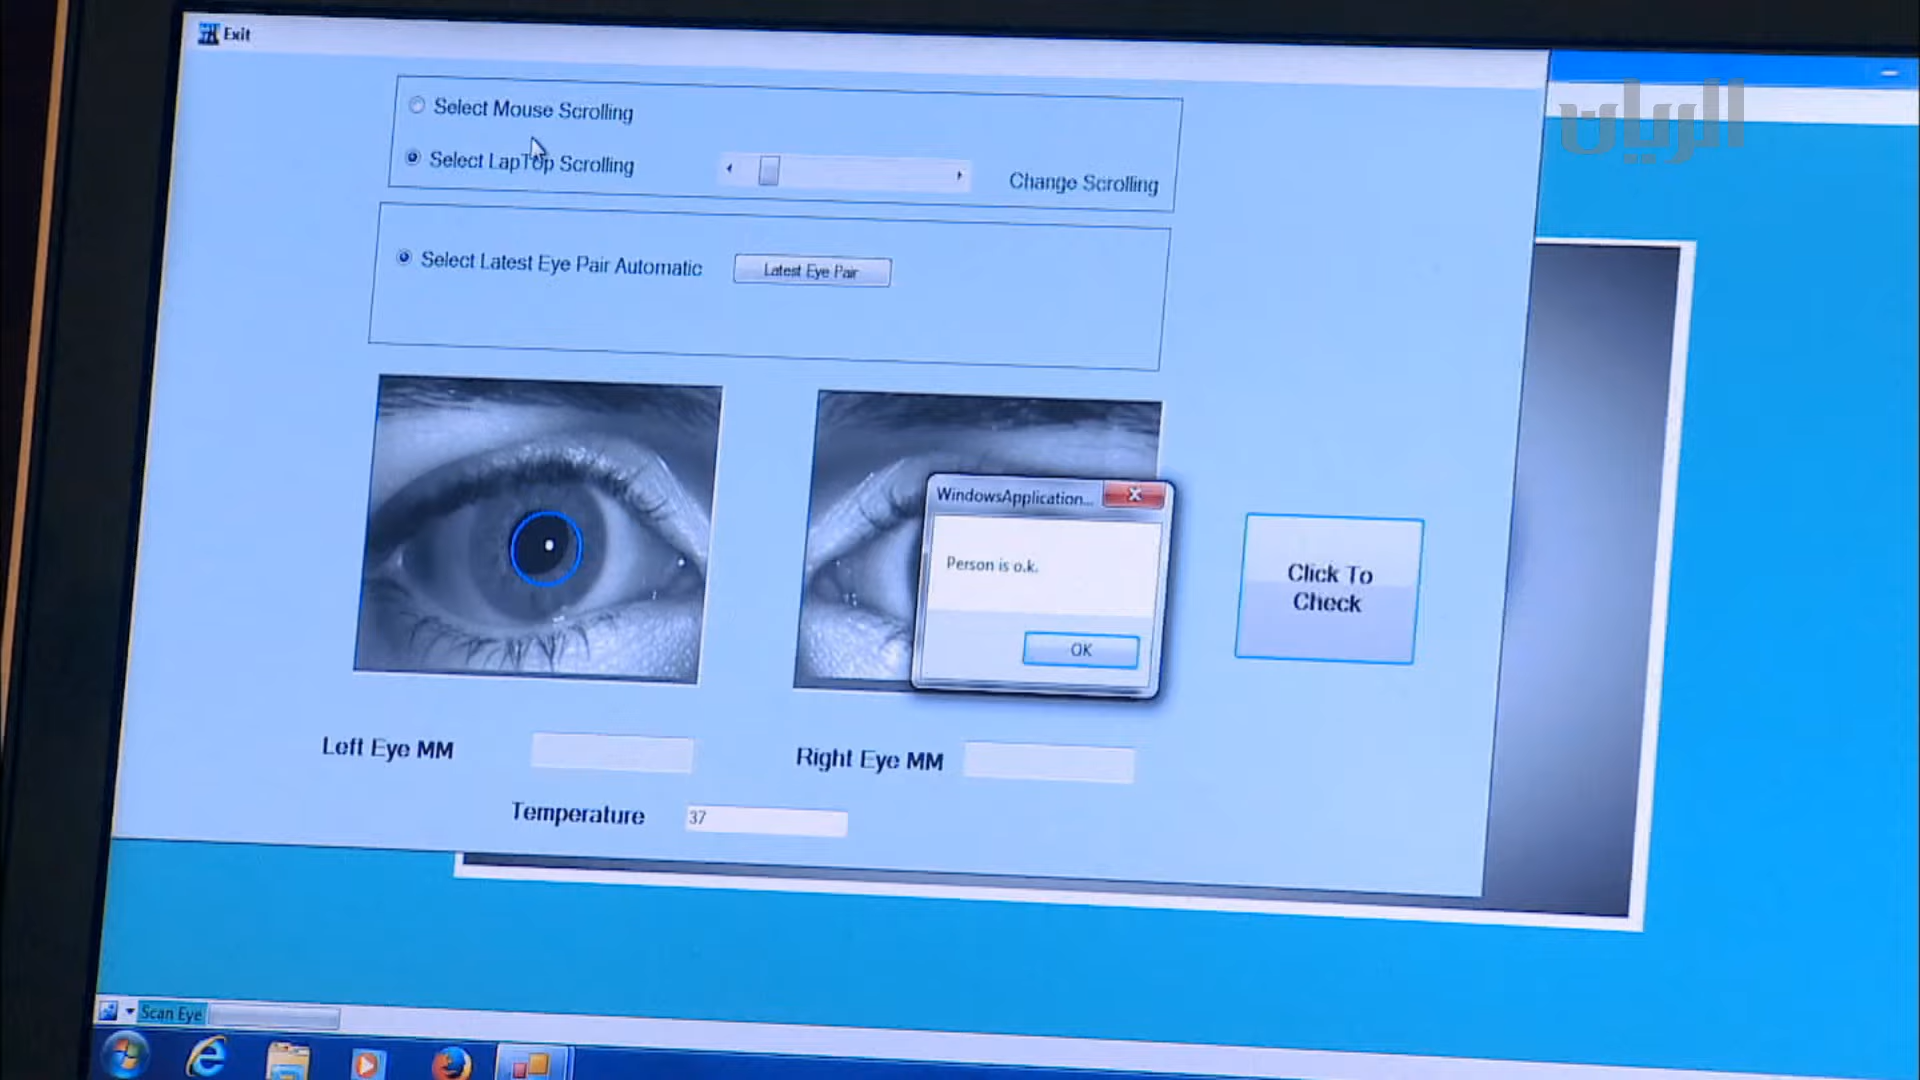 Exit
الريان
Select Mouse Scrolling
Select LapTop Scrolling
Change Scrolling
Select Latest Eye Pair Automatic
Latest Eye Pair
WindowsApplication...
Person is o.k.
OK
Click To
Check
Left Eye MM
Right Eye MM
Temperature
37
Scan Eye